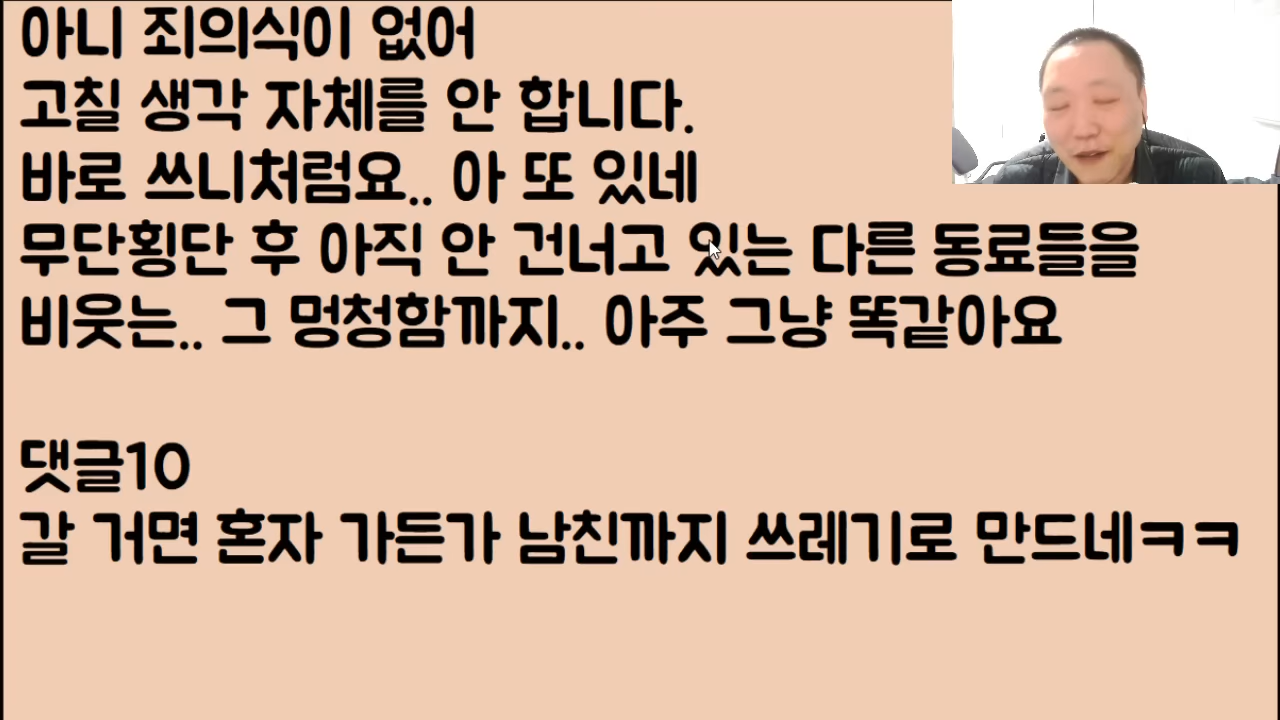 아니 죄의식이 없어
고칠 생각 자체를 안 합니다.
바로 쓰니처럼요.. 아 또 있네
무단횡단 후 아직 안 건너고 있는 다른 동료들을
비웃는.. 그 멍청함까지.. 아주 그냥 똑같아요
댓글10
갈 거면 혼자 가든가 남친까지 쓰레기로 만드네ㅋㅋ